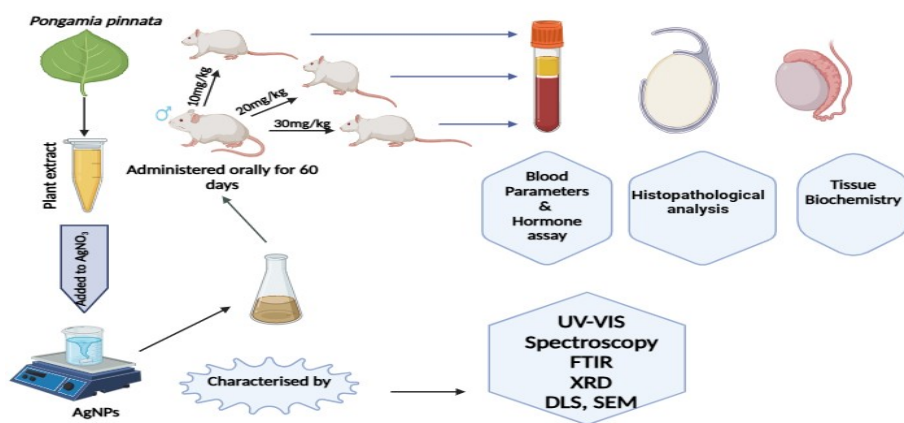 Pongamia pinnata
10mg/kg
20mg/kg
30mg/kg
Administered orally for 60
days
Plant extract
Added to AgNO3
AgNPs
Characterised by
Blood
Parameters
&
Hormone
assay
Histopathological
analysis
Tissue
Biochemistry
UV-VIS
Spectroscopy
FTIR
XRD
DLS, SEM